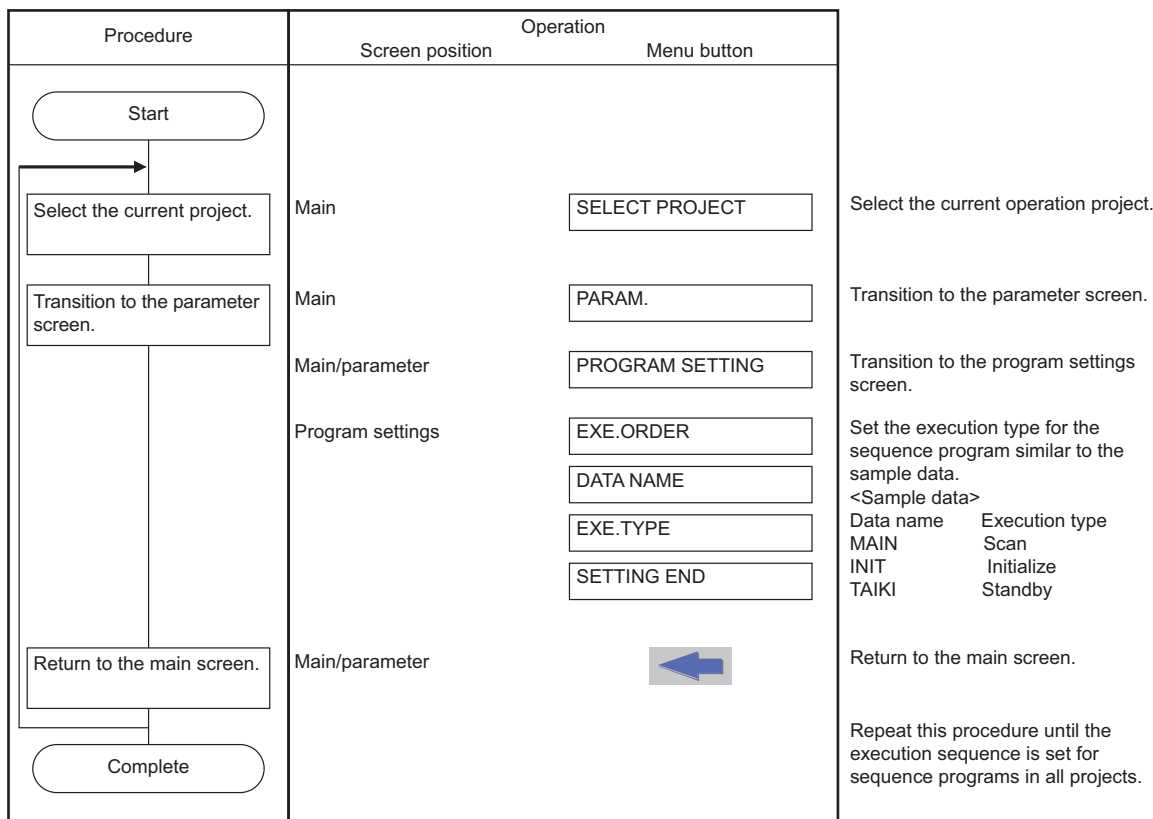 Procedure
Operation
Screen position
Menu button
Start
Select the current project.
Main
SELECT PROJECT
Select the current operation project.
Transition to the parameter
screen.
Main
PARAM.
Transition to the parameter screen.
Main/parameter
PROGRAM SETTING
Transition to the program settings
screen.
Program settings
EXE.ORDER
DATA NAME
EXE.TYPE
SETTING END
Set the execution type for the
sequence program similar to the
sample data.
<Sample data>
Data name Execution type
MAIN Scan
INIT Initialize
TAIKI Standby
Return to the main screen.
Main/parameter
Return to the main screen.
Repeat this procedure until the
execution sequence is set for
sequence programs in all projects.
Complete